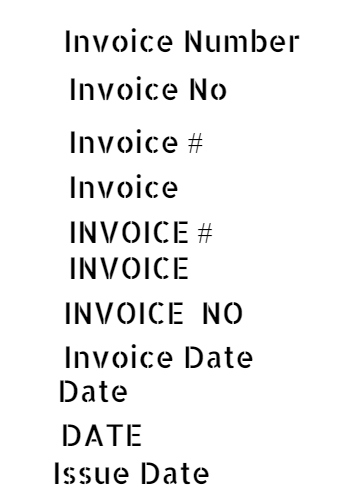 Invoice Number
Invoice No
Invoice #
Invoice
INVOICE #
INVOICE
INVOICE  NO
Invoice Date
Date
DATE
Issue Date